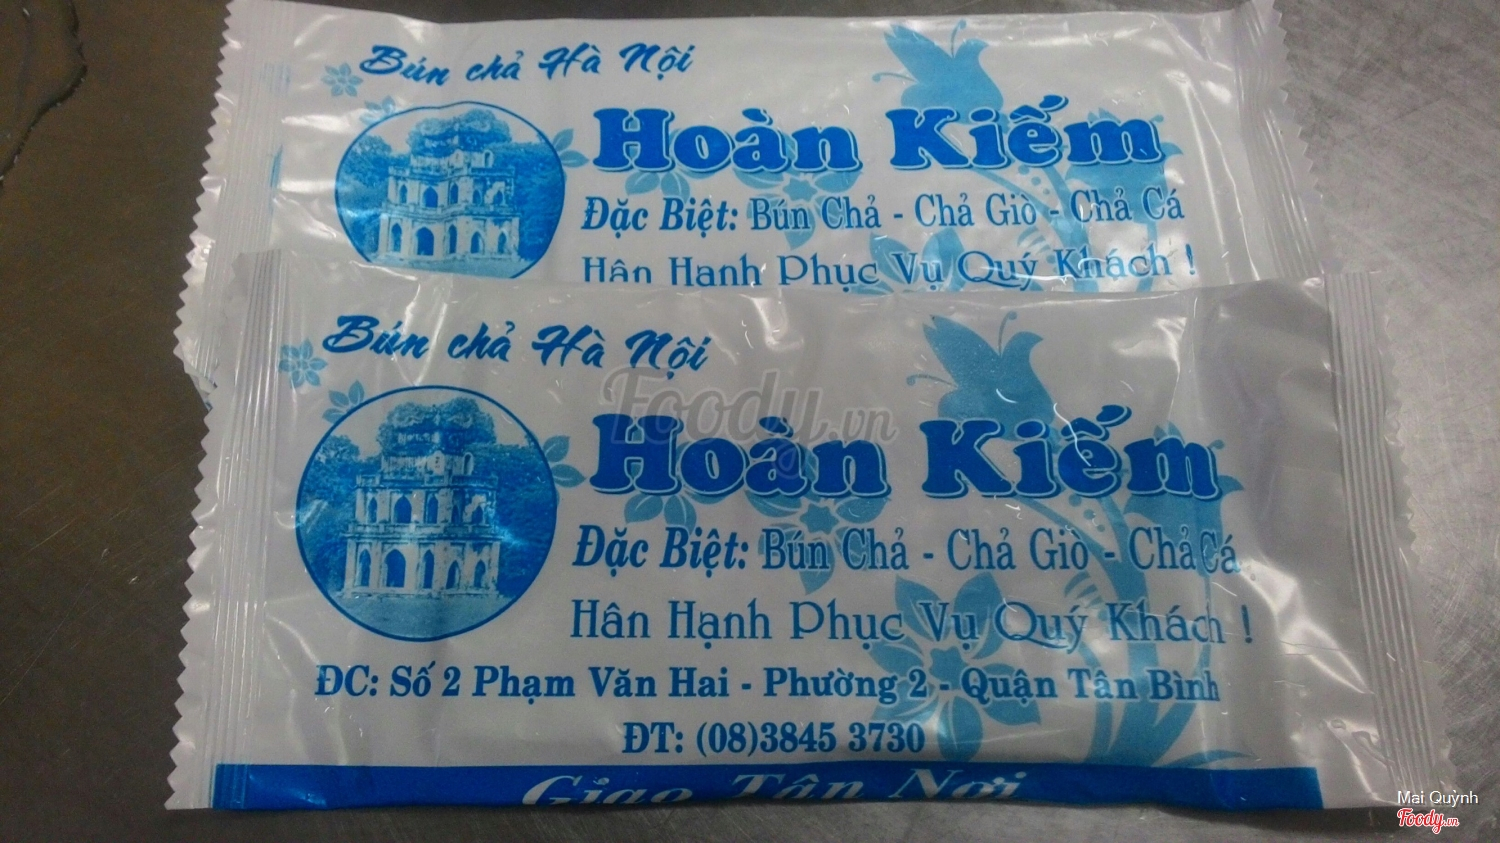 Bún chả Hà Nội
Hoàn Kiếm
Đặc Biệt: Bún Chả - Chả Giò - Chả Cá
Hân Hạnh Phục Vụ Quý Khách !
Bún chả Hà Nội
Hoàn Kiếm
Đặc Biệt: Bún Chả - Chả Giò - Chả Cá
Hân Hạnh Phục Vụ Quý Khách !
ĐC: Số 2 Phạm Văn Hai - Phường 2 - Quận Tân Bình
ĐT: (08)3845 3730
Giao Tận Nơi
Foody.vn
Mai Quỳnh
Foody.vn